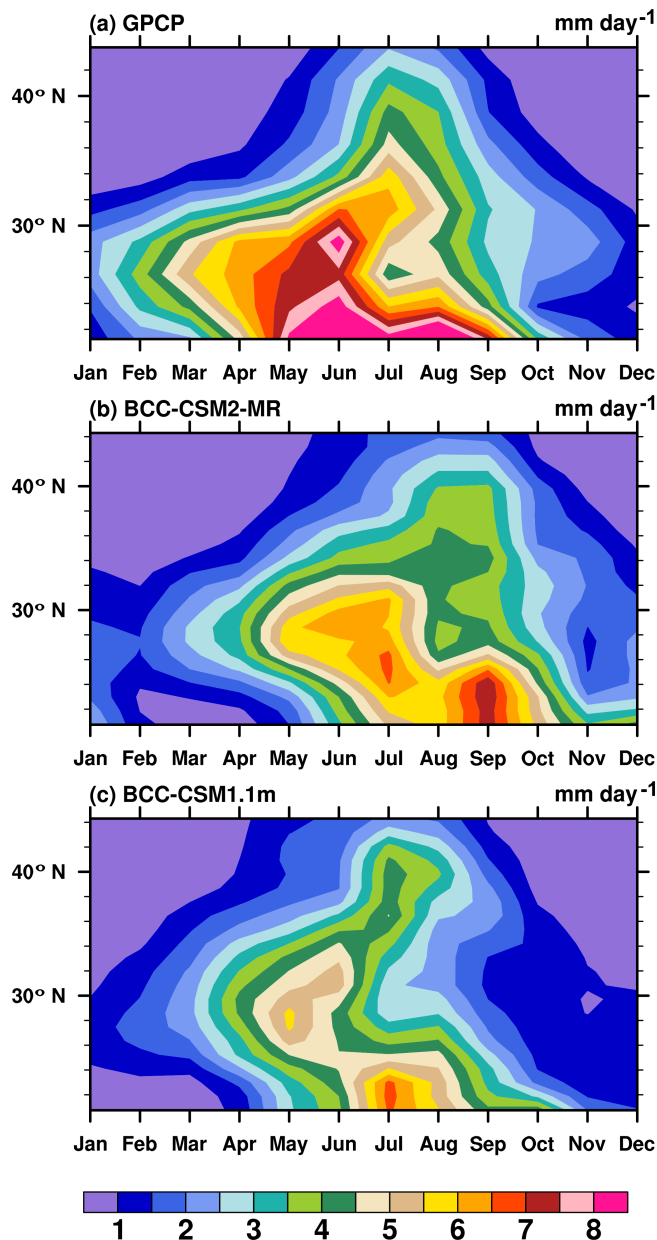 (a) GPCP mm day-1
40° N
30° N
Jan Feb Mar Apr May Jun Jul Aug Sep Oct Nov Dec
(b) BCC-CSM2-MR mm day-1
40° N
30° N
Jan Feb Mar Apr May Jun Jul Aug Sep Oct Nov Dec
(c) BCC-CSM1.1m mm day-1
40° N
30° N
Jan Feb Mar Apr May Jun Jul Aug Sep Oct Nov Dec
1 2 3 4 5 6 7 8